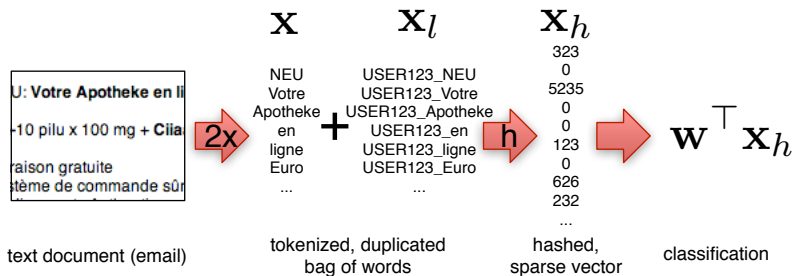 x
x_l
x_h
U: Votre Apotheke en li
-10 pilu x 100 mg + Ciia
raison gratuite
stème de commande sûr
2x
NEU
Votre
Apotheke
en
ligne
Euro
...
+
USER123_NEU
USER123_Votre
USER123_Apotheke
USER123_en
USER123_ligne
USER123_Euro
...
h
323
0
5235
0
0
123
0
626
232
...
w^⊤ x_h
text document (email)
tokenized, duplicated
bag of words
hashed,
sparse vector
classification